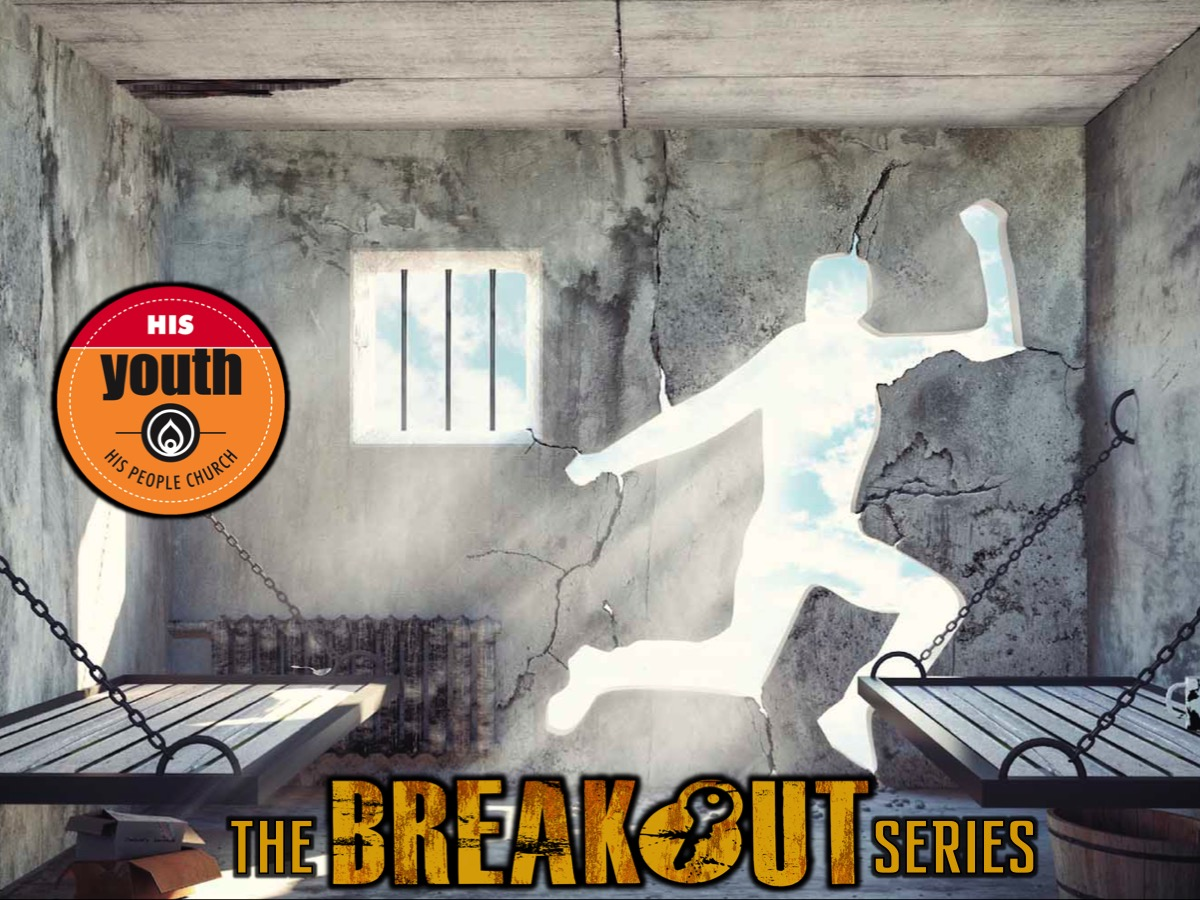 HIS
youth
HIS PEOPLE CHURCH
THE BREAKOUT SERIES